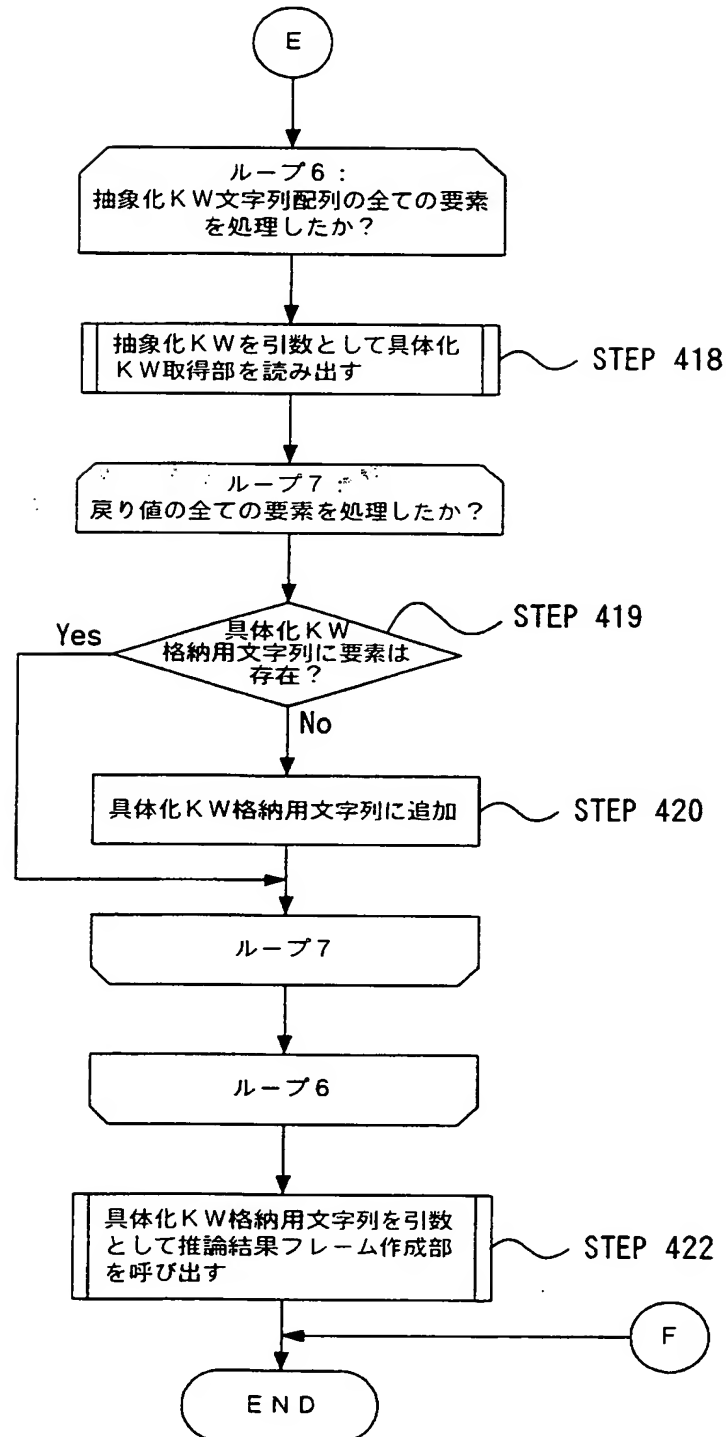 E
ループ6：
抽象化KW文字列配列の全ての要素
を処理したか？
抽象化KWを引数として具体化
KW取得部を読み出す
STEP 418
ループ7
戻り値の全ての要素を処理したか？
STEP 419
Yes
具体化KW
格納用文字列に要素は
存在？
No
具体化KW格納用文字列に追加
STEP 420
ループ7
ループ6
具体化KW格納用文字列を引数
として推論結果フレーム作成部
を呼び出す
STEP 422
F
END